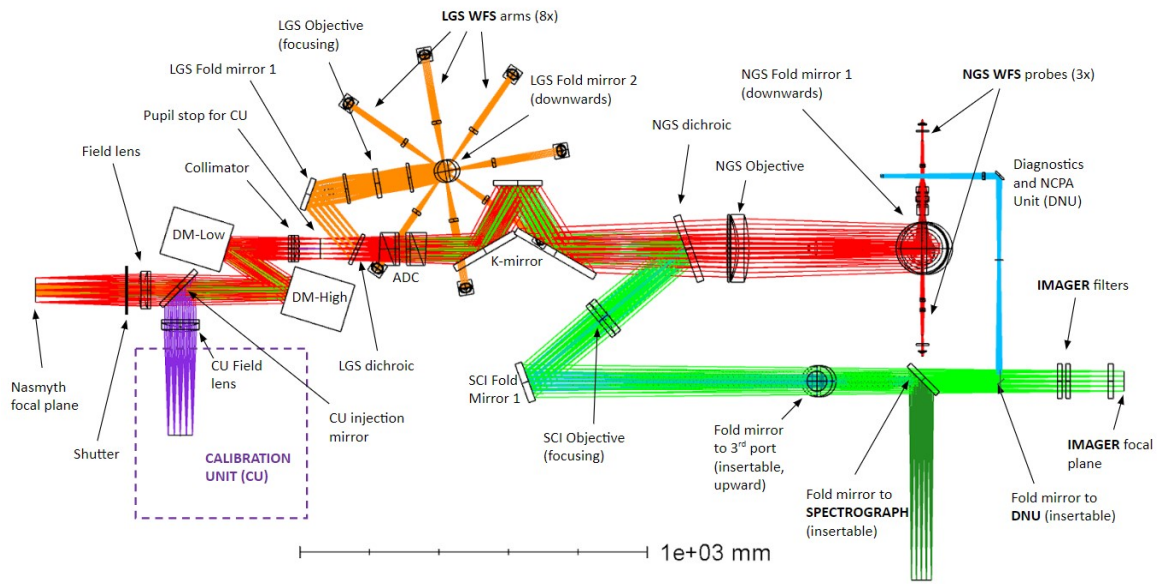 LGS Objective
(focusing)
LGS WFS arms (8x)
LGS Fold mirror 1
LGS Fold mirror 2
(downwards)
NGS Fold mirror 1
(downwards)
NGS WFS probes (3x)
Pupil stop for CU
NGS dichroic
Field lens
Collimator
NGS Objective
Diagnostics
and NCPA
Unit (DNU)
DM-Low
ADC
K-mirror
DM-High
IMAGER filters
Nasmyth
focal plane
CU Field
lens
LGS dichroic
SCI Fold
Mirror 1
CU injection
mirror
Shutter
SCI Objective
(focusing)
Fold mirror
to 3rd port
(insertable,
upward)
IMAGER focal
plane
CALIBRATION
UNIT (CU)
Fold mirror to
SPECTROGRAPH
(insertable)
Fold mirror to
DNU (insertable)
1e+03 mm